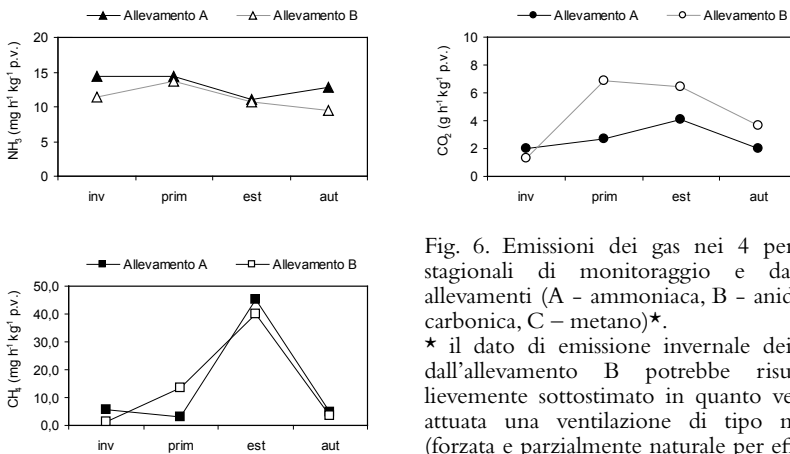 Allevamento A Allevamento B
NH₃ (mg h⁻¹ kg⁻¹ p.v.)
20
15
10
5
0
inv prim est aut
Allevamento A Allevamento B
CO₂ (g h⁻¹ kg⁻¹ p.v.)
10
8
6
4
2
0
inv prim est aut
Allevamento A Allevamento B
CH₄ (mg h⁻¹ kg⁻¹ p.v.)
50,0
40,0
30,0
20,0
10,0
0,0
inv prim est aut
Fig. 6. Emissioni dei gas nei 4 per
stagionali di monitoraggio e da
allevamenti (A - ammoniaca, B - anid
carbonica, C – metano)★.
★ il dato di emissione invernale dei
dall'allevamento B potrebbe risu
lievemente sottostimato in quanto ve
attuata una ventilazione di tipo n
(forzata e parzialmente naturale per eff